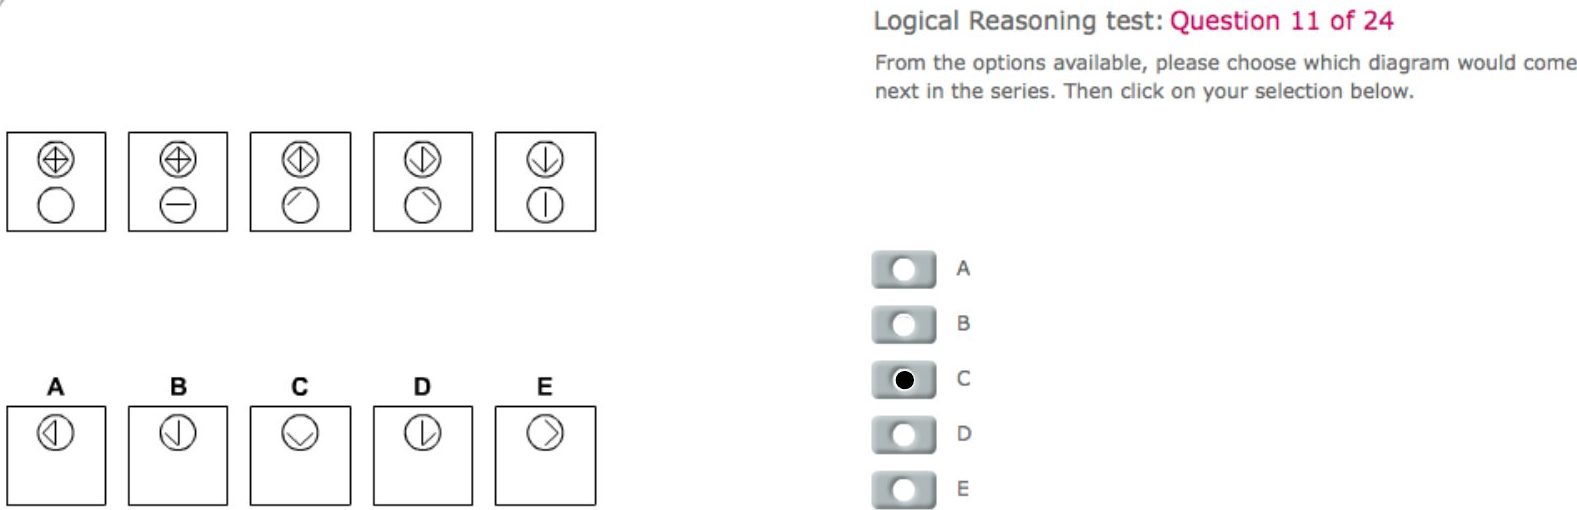 Logical Reasoning test: Question 11 of 24
From the options available, please choose which diagram would come
next in the series. Then click on your selection below.
A
B
C
D
E
A B C D E